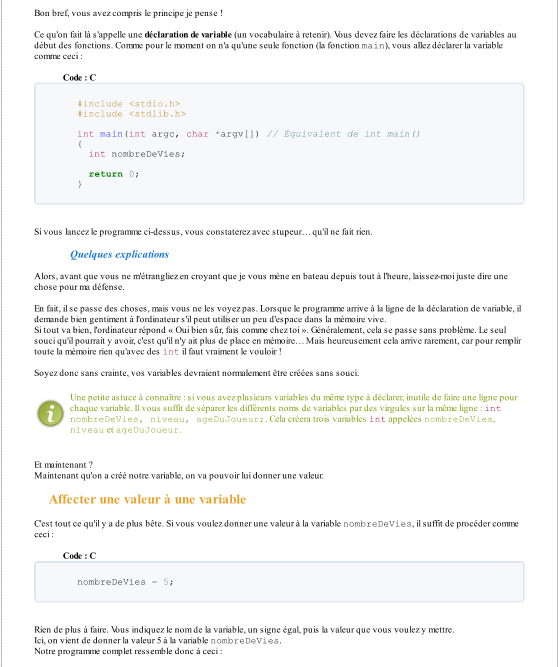 Bon bref, vous avez compris le principe je pense !
Ce qu'on fait là s'appelle une déclaration de variable (un vocabulaire à retenir). Vous devez faire les déclarations de variables au
début des fonctions. Comme pour le moment on n'a qu'une seule fonction (la fonction main), vous allez déclarer la variable
comme ceci :
Code : C
#include <stdio.h>
#include <stdlib.h>
int main(int argc, char *argv[]) // Équivalent de int main()
{
int nombreDeVies;
return 0;
}
Si vous lancez le programme ci-dessus, vous constaterez avec stupeur… qu'il ne fait rien.
Quelques explications
Alors, avant que vous ne m'étrangliez en croyant que je vous mène en bateau depuis tout à l'heure, laissez-moi juste dire une
chose pour ma défense.
En fait, il se passe des choses, mais vous ne les voyez pas. Lorsque le programme arrive à la ligne de la déclaration de variable, il
demande bien gentiment à l'ordinateur s'il peut utiliser un peu d'espace dans la mémoire vive.
Si tout va bien, l'ordinateur répond « Oui bien sûr, fais comme chez toi ». Généralement, cela se passe sans problème. Le seul
souci qu'il pourrait y avoir, c'est qu'il n'y ait plus de place en mémoire… Mais heureusement cela arrive rarement, car pour remplir
toute la mémoire rien qu'avec des int il faut vraiment le vouloir !
Soyez donc sans crainte, vos variables devraient normalement être créées sans souci.
Une petite astuce à connaître : si vous avez plusieurs variables du même type à déclarer, inutile de faire une ligne pour
chaque variable. Il vous suffit de séparer les différents noms de variables par des virgules sur la même ligne : int
nombreDeVies, niveau, ageDuJoueur;. Cela créera trois variables int appelées nombreDeVies,
niveau et ageDuJoueur.
Et maintenant ?
Maintenant qu'on a créé notre variable, on va pouvoir lui donner une valeur.
Affecter une valeur à une variable
C'est tout ce qu'il y a de plus bête. Si vous voulez donner une valeur à la variable nombreDeVies, il suffit de procéder comme
ceci :
Code : C
nombreDeVies = 5;
Rien de plus à faire. Vous indiquez le nom de la variable, un signe égal, puis la valeur que vous voulez y mettre.
Ici, on vient de donner la valeur 5 à la variable nombreDeVies.
Notre programme complet ressemble donc à ceci :